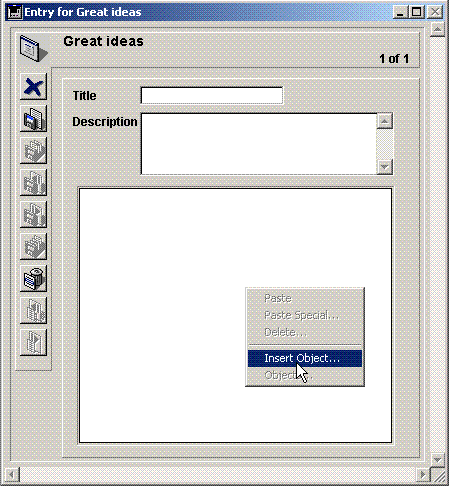 Entry for Great ideas
Great ideas
1 of 1
Title
Description
Paste
Paste Special...
Delete...
Insert Object...
Object...